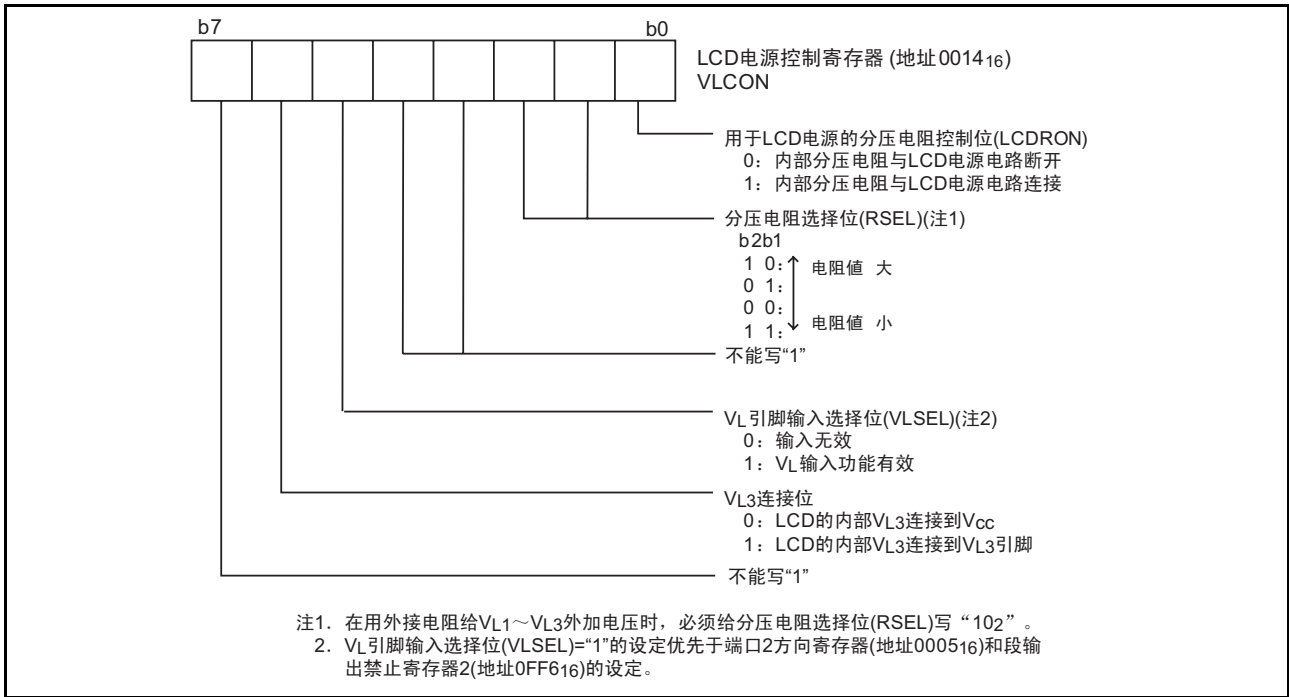 b7 b0
LCD电源控制寄存器 (地址0014₁₆)
VLCON
用于LCD电源的分压电阻控制位(LCDRON)
0：内部分压电阻与LCD电源电路断开
1：内部分压电阻与LCD电源电路连接
分压电阻选择位(RSEL)(注1)
b2b1
1 0： 电阻値 大
0 1：
0 0：
1 1： 电阻値 小
不能写“1”
VL引脚输入选择位(VLSEL)(注2)
0：输入无效
1：VL输入功能有效
VL3连接位
0：LCD的内部VL3连接到Vcc
1：LCD的内部VL3连接到VL3引脚
不能写“1”
注1．在用外接电阻给VL1～VL3外加电压时，必须给分压电阻选择位(RSEL)写“10₂”。
2．VL引脚输入选择位(VLSEL)=“1”的设定优先于端口2方向寄存器(地址0005₁₆)和段输
出禁止寄存器2(地址0FF6₁₆)的设定。